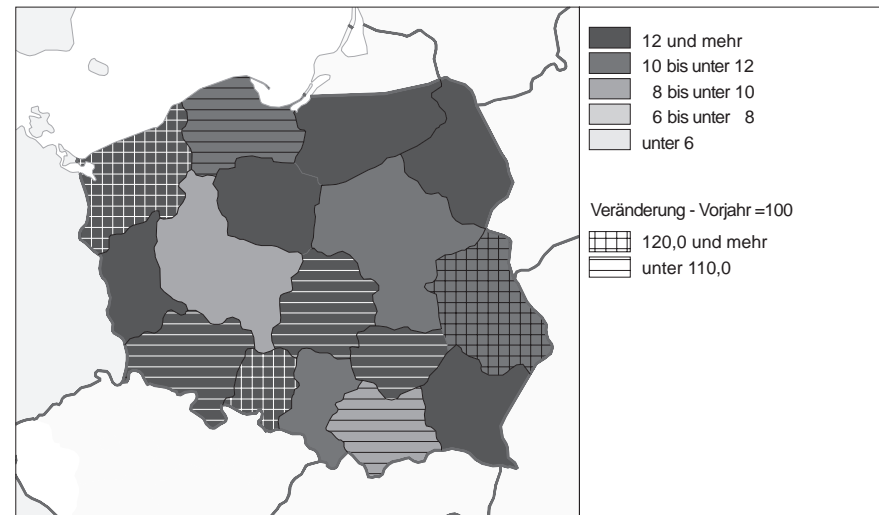 12 und mehr
10 bis unter 12
8 bis unter 10
6 bis unter 8
unter 6
Veränderung - Vorjahr =100
120,0 und mehr
unter 110,0